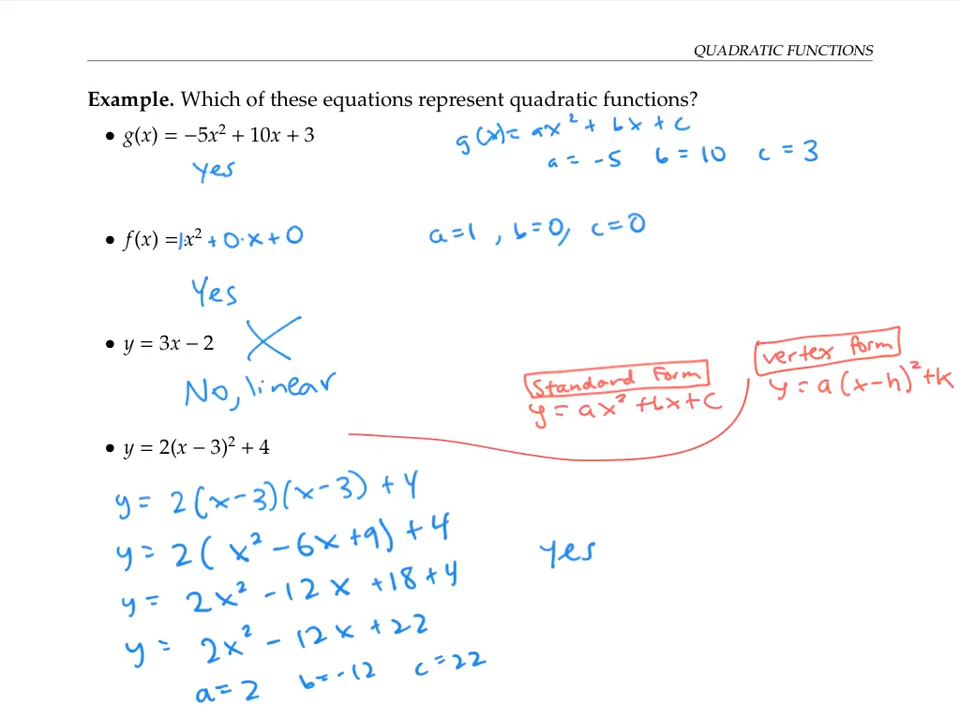 QUADRATIC FUNCTIONS
Example. Which of these equations represent quadratic functions?
• g(x) = −5x² + 10x + 3
g(x) = ax² + bx + c
a = -5 b = 10 c = 3
Yes
• f(x) = 1x² + 0·x + 0
a=1, b=0, c=0
Yes
• y = 3x − 2
No, linear
Standard Form
y = ax² + bx + c
vertex form
y = a(x-h)² + k
• y = 2(x − 3)² + 4
y = 2(x-3)(x-3) + 4
y = 2(x² - 6x + 9) + 4
yes
y = 2x² - 12x + 18 + 4
y = 2x² - 12x + 22
a = 2 b = -12 c = 22